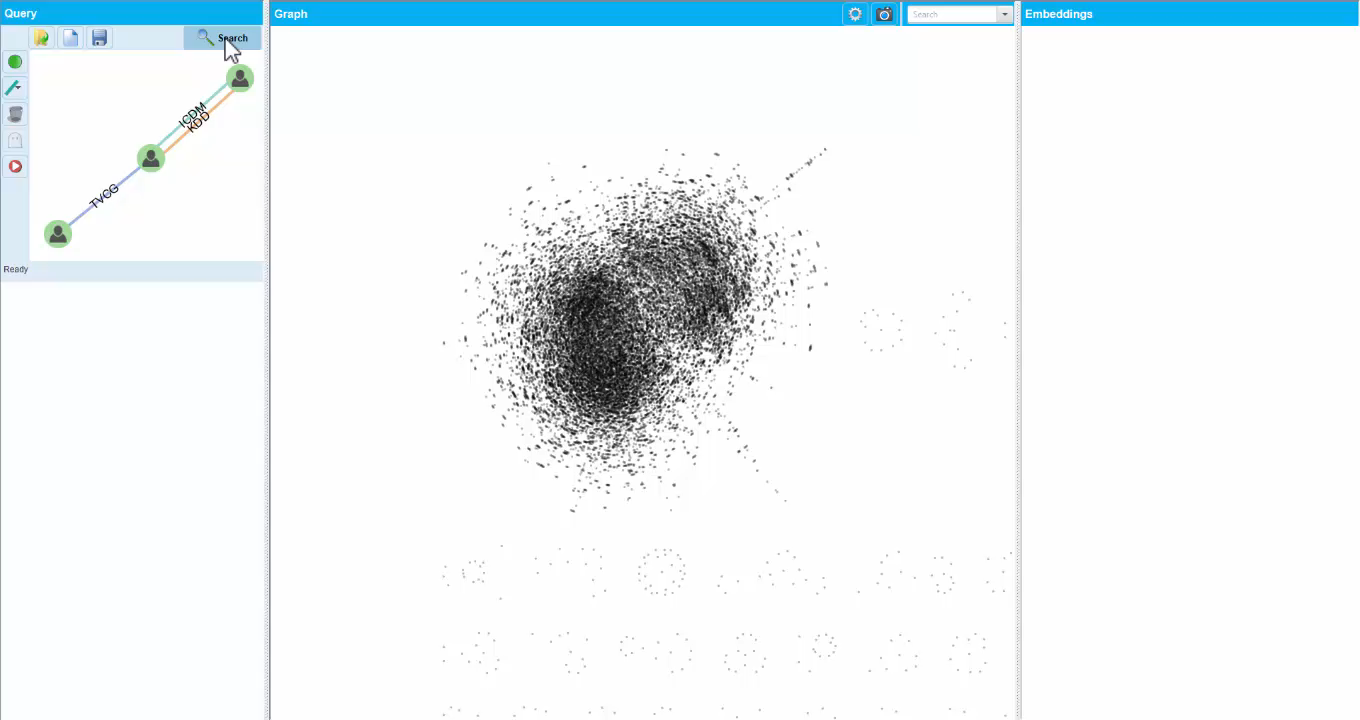 Query
Graph
Search
Embeddings
Search
ICDM
KDD
TVCG
Ready